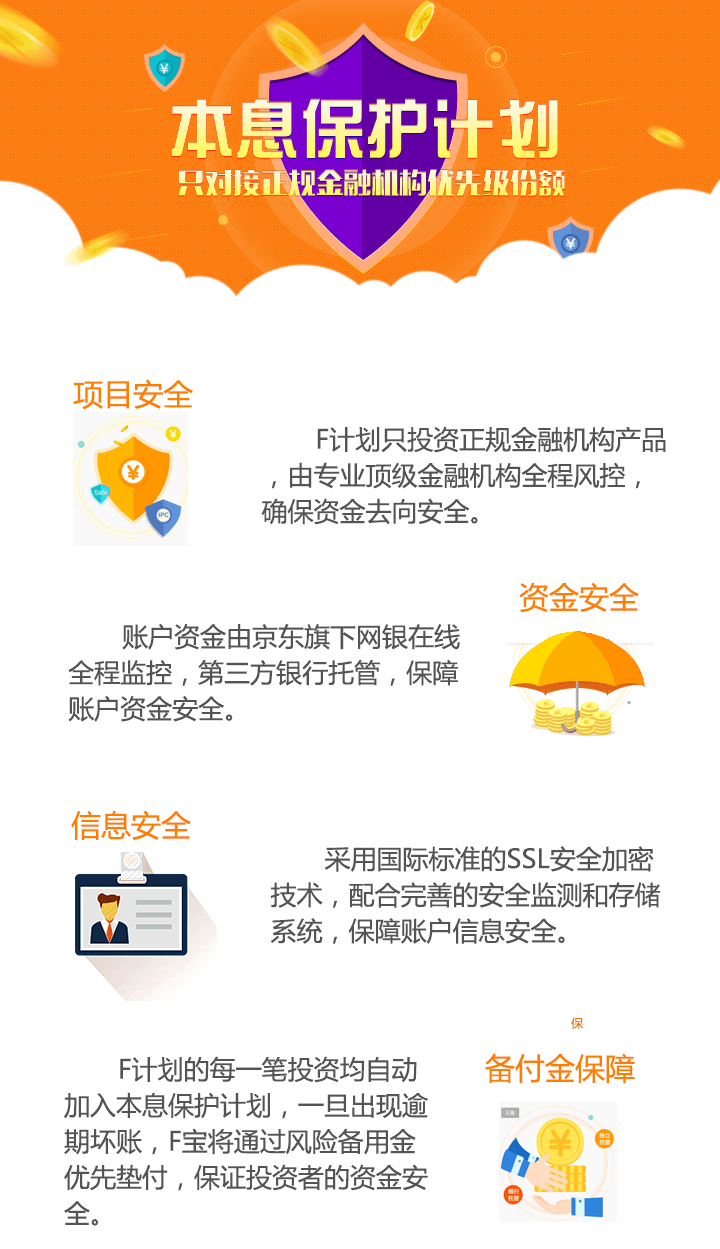 本息保护计划
只对接正规金融机构优先级份额
项目安全
Safe
IPC
F计划只投资正规金融机构产品
，由专业顶级金融机构全程风控，
确保资金去向安全。
资金安全
账户资金由京东旗下网银在线
全程监控，第三方银行托管，保障
账户资金安全。
信息安全
采用国际标准的SSL安全加密
技术，配合完善的安全监测和存储
系统，保障账户信息安全。
保
备付金保障
F计划的每一笔投资均自动
加入本息保护计划，一旦出现逾
期坏账，F宝将通过风险备用金
优先垫付，保证投资者的资金安
全。
独立
托管
银行
托管